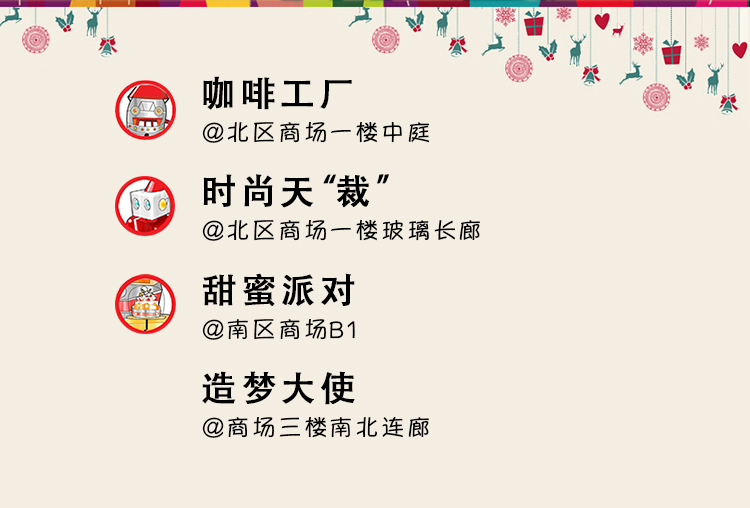 咖啡工厂
@北区商场一楼中庭
时尚天“裁”
@北区商场一楼玻璃长廊
甜蜜派对
@南区商场B1
造梦大使
@商场三楼南北连廊